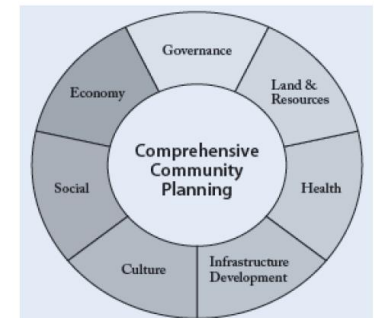 Governance
Land &
Resources
Health
Infrastructure
Development
Culture
Social
Economy
Comprehensive
Community
Planning